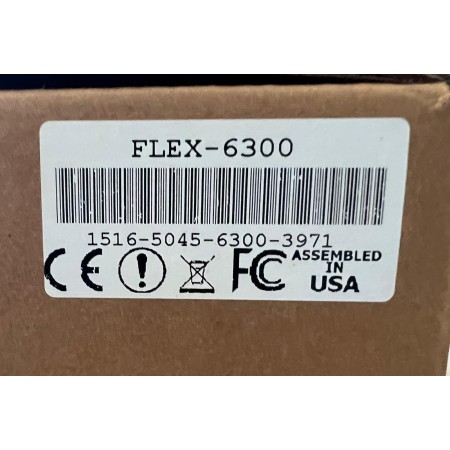 FLEX-6300
1516-5045-6300-3971
CE FC ASSEMBLED
IN
USA